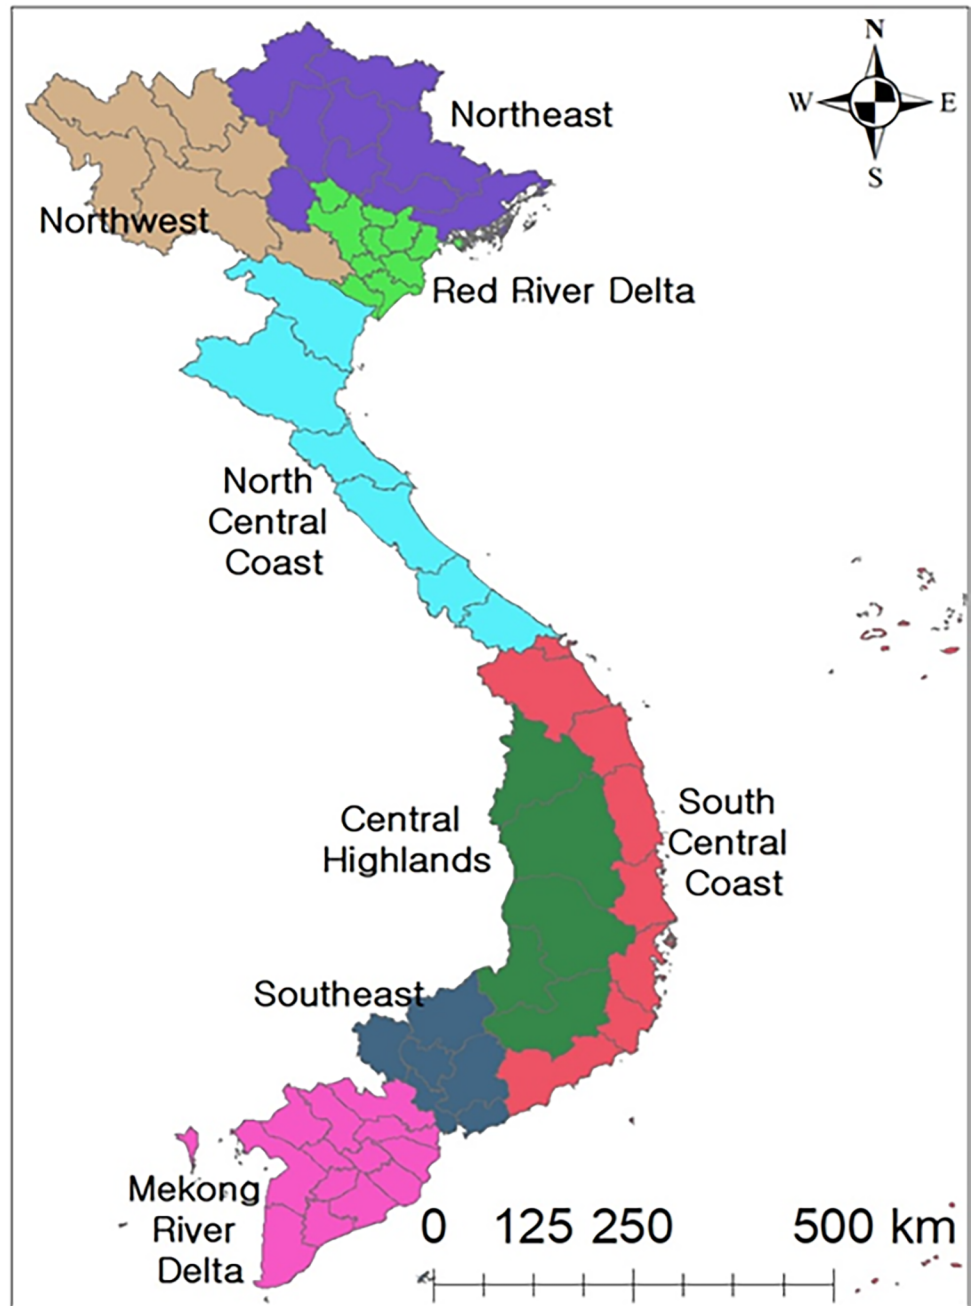 N
W E
S
Northeast
Northwest
Red River Delta
North
Central
Coast
South
Central
Coast
Central
Highlands
Southeast
Mekong
River
Delta
0 125 250 500 km